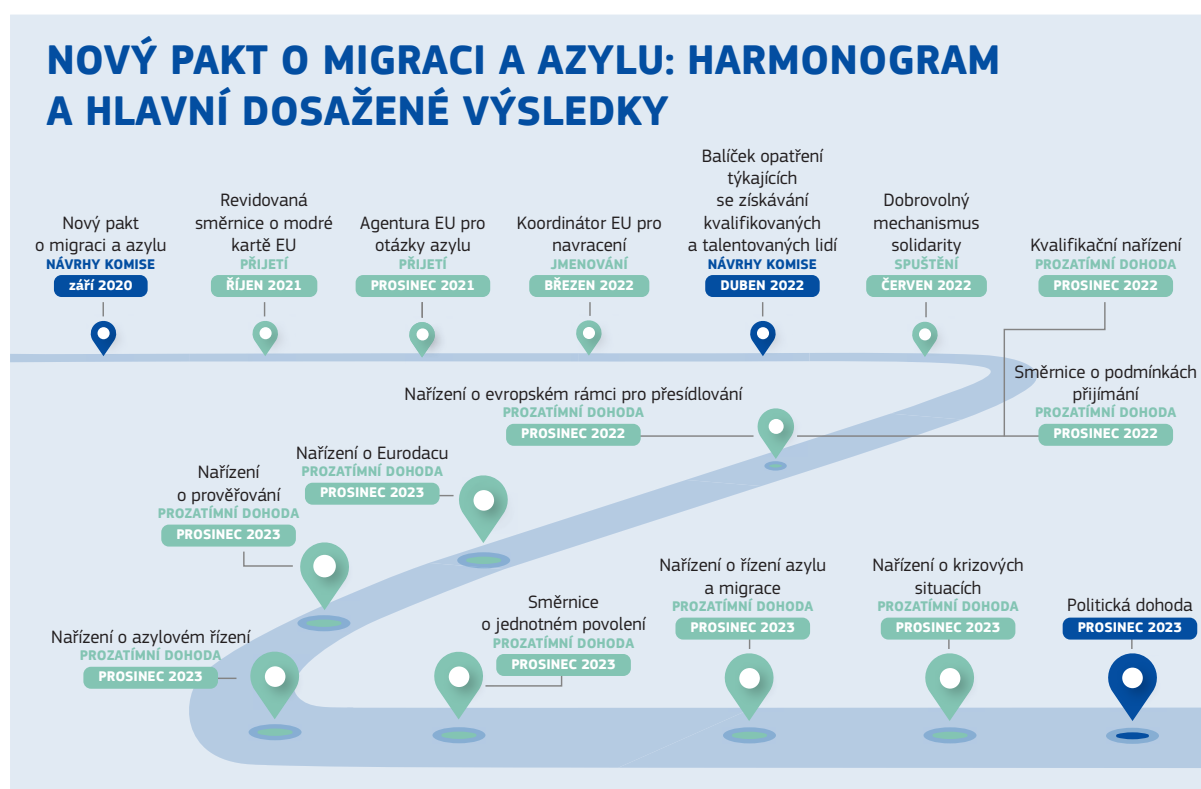 NOVÝ PAKT O MIGRACI A AZYLU: HARMONOGRAM
A HLAVNÍ DOSAŽENÉ VÝSLEDKY
Nový pakt
o migraci a azylu
NÁVRHY KOMISE
září 2020
Revidovaná
směrnice o modré
kartě EU
PŘIJETÍ
ŘÍJEN 2021
Agentura EU pro
otázky azylu
PŘIJETÍ
PROSINEC 2021
Koordinátor EU pro
navracení
JMENOVÁNÍ
BŘEZEN 2022
Balíček opatření
týkajících
se získávání
kvalifikovaných
a talentovaných lidí
NÁVRHY KOMISE
DUBEN 2022
Dobrovolný
mechanismus
solidarity
SPUŠTĚNÍ
ČERVEN 2022
Kvalifikační nařízení
PROZATÍMNÍ DOHODA
PROSINEC 2022
Směrnice o podmínkách
přijímání
PROZATÍMNÍ DOHODA
PROSINEC 2022
Nařízení o evropském rámci pro přesídlování
PROZATÍMNÍ DOHODA
PROSINEC 2022
Nařízení o Eurodacu
PROZATÍMNÍ DOHODA
PROSINEC 2023
Nařízení
o prověřování
PROZATÍMNÍ DOHODA
PROSINEC 2023
Nařízení o azylovém řízení
PROZATÍMNÍ DOHODA
PROSINEC 2023
Směrnice
o jednotném povolení
PROZATÍMNÍ DOHODA
PROSINEC 2023
Nařízení o řízení azylu
a migrace
PROZATÍMNÍ DOHODA
PROSINEC 2023
Nařízení o krizových
situacích
PROZATÍMNÍ DOHODA
PROSINEC 2023
Politická dohoda
PROSINEC 2023